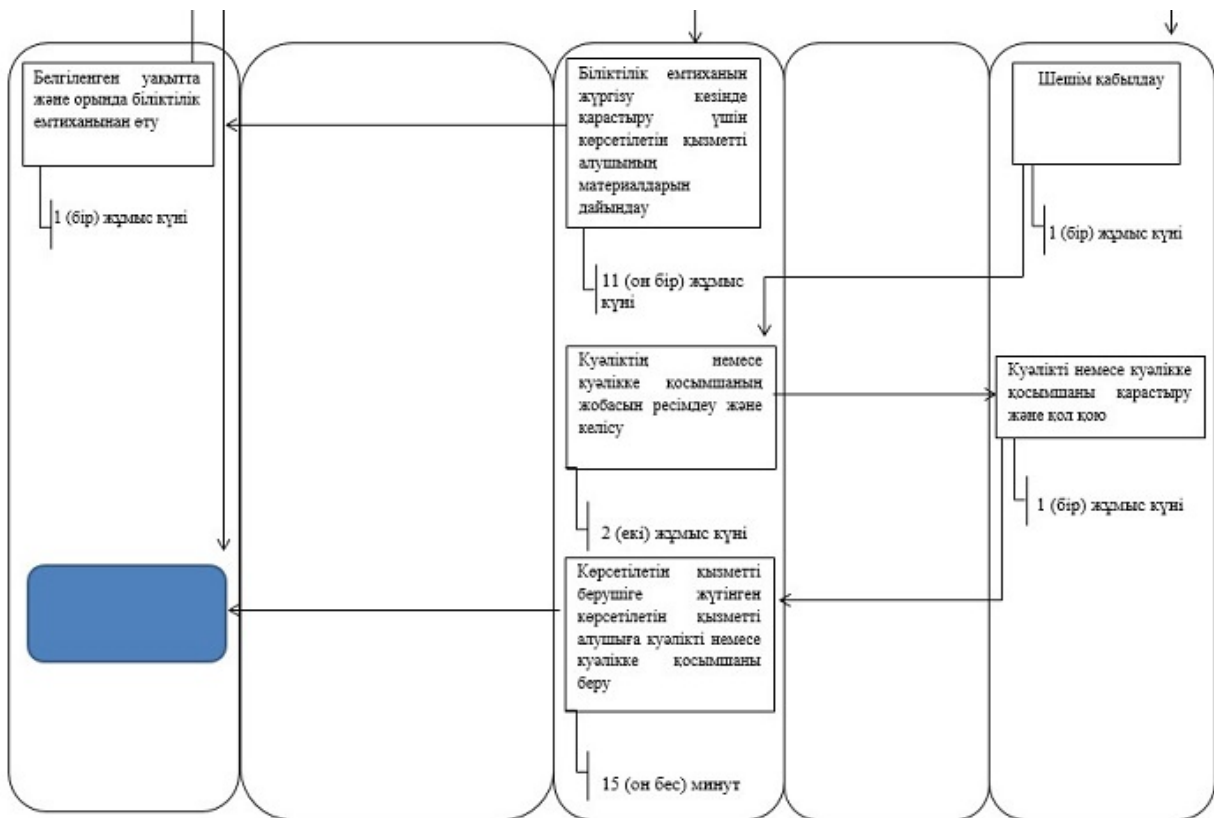 Белгіленген уақытта
және орында біліктілік
емтиханынан өту
1 (бір) жұмыс күні
Біліктілік емтиханын
жүргізу кезінде
қарастыру үшін
көрсетілетін қызметті
алушының
материалдарын
дайындау
11 (он бір) жұмыс
күні
Шешім қабылдау
1 (бір) жұмыс күні
Куәліктің немесе
куәлікке қосымшаның
жобасын ресімдеу және
келісу
2 (екі) жұмыс күні
Куәлікті немесе куәлікке
қосымшаны қарастыру
және қол қою
1 (бір) жұмыс күні
Көрсетілетін қызметті
берушіге жүгінген
көрсетілетін қызметті
алушыға куәлікті немесе
куәлікке қосымшаны
беру
15 (он бес) минут